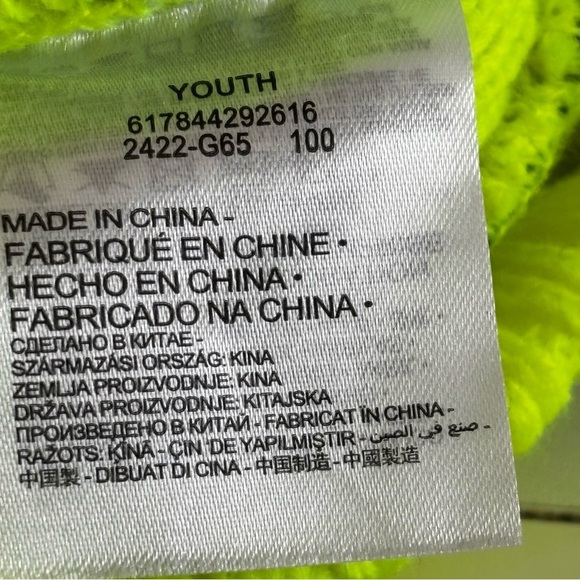 YOUTH
617844292616
2422-G65 100
MADE IN CHINA -
FABRIQUÉ EN CHINE •
HECHO EN CHINA •
FABRICADO NA CHINA •
СДЕЛАНО В КИТАЕ -
SZÁRMAZÁSI ORSZÁG: KINA
ZEMLJA PROIZVODNJE: KINA
DRŽAVA PROIZVODNJE: KITAJSKA
ПРОИЗВЕДЕНО В КИТАЙ - FABRICAT ÎN CHINA -
RAŽOTS: ĶĪNĀ - ÇIN' DE YAPILMIŞTIR - صنع في الصين -
中国製 - DIBUAT DI CINA - 中国制造 - 中國製造